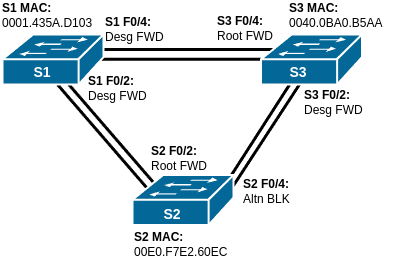 S1 MAC:
0001.435A.D103
S1 F0/4:
Desg FWD
S3 F0/4:
Root FWD
S3 MAC:
0040.0BA0.B5AA
S1
S3
S1 F0/2:
Desg FWD
S3 F0/2:
Desg FWD
S2 F0/2:
Root FWD
S2 F0/4:
Altn BLK
S2
S2 MAC:
00E0.F7E2.60EC